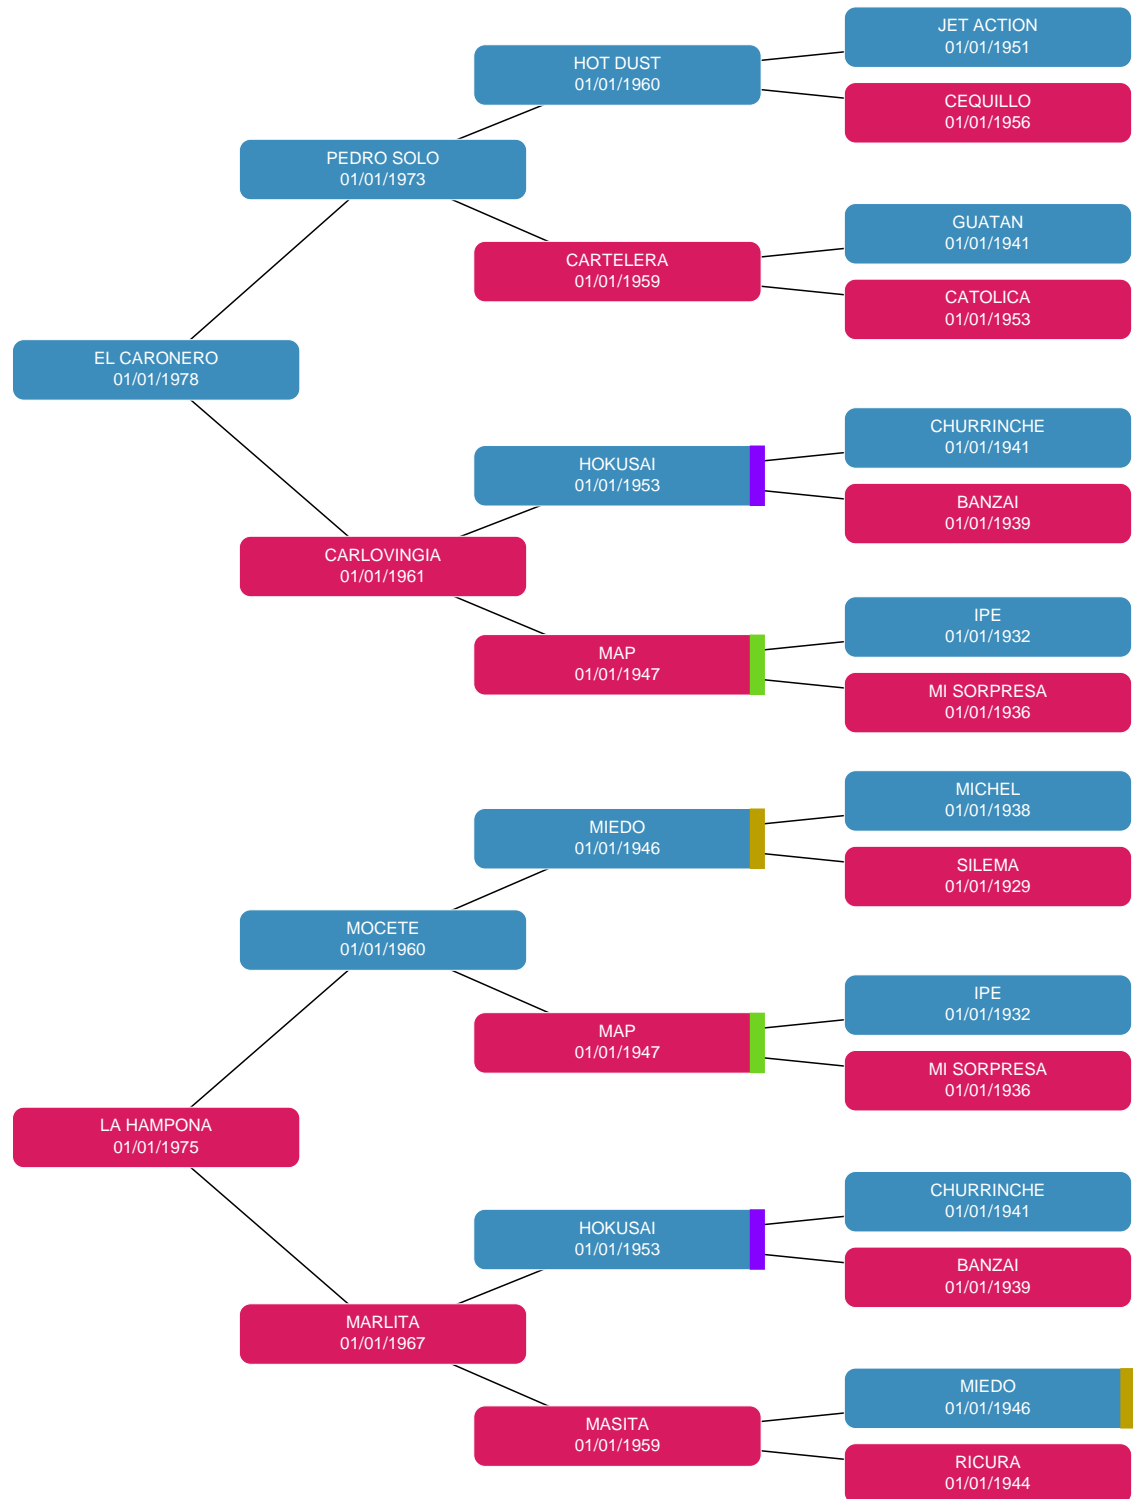 JET ACTION
01/01/1951
HOT DUST
01/01/1960
CEQUILLO
01/01/1956
PEDRO SOLO
01/01/1973
GUATAN
01/01/1941
CARTELERA
01/01/1959
CATOLICA
01/01/1953
EL CARONERO
01/01/1978
CHURRINCHE
01/01/1941
HOKUSAI
01/01/1953
BANZAI
01/01/1939
CARLOVINGIA
01/01/1961
IPE
01/01/1932
MAP
01/01/1947
MI SORPRESA
01/01/1936
MICHEL
01/01/1938
MIEDO
01/01/1946
SILEMA
01/01/1929
MOCETE
01/01/1960
IPE
01/01/1932
MAP
01/01/1947
MI SORPRESA
01/01/1936
LA HAMPONA
01/01/1975
CHURRINCHE
01/01/1941
HOKUSAI
01/01/1953
BANZAI
01/01/1939
MARLITA
01/01/1967
MIEDO
01/01/1946
MASITA
01/01/1959
RICURA
01/01/1944